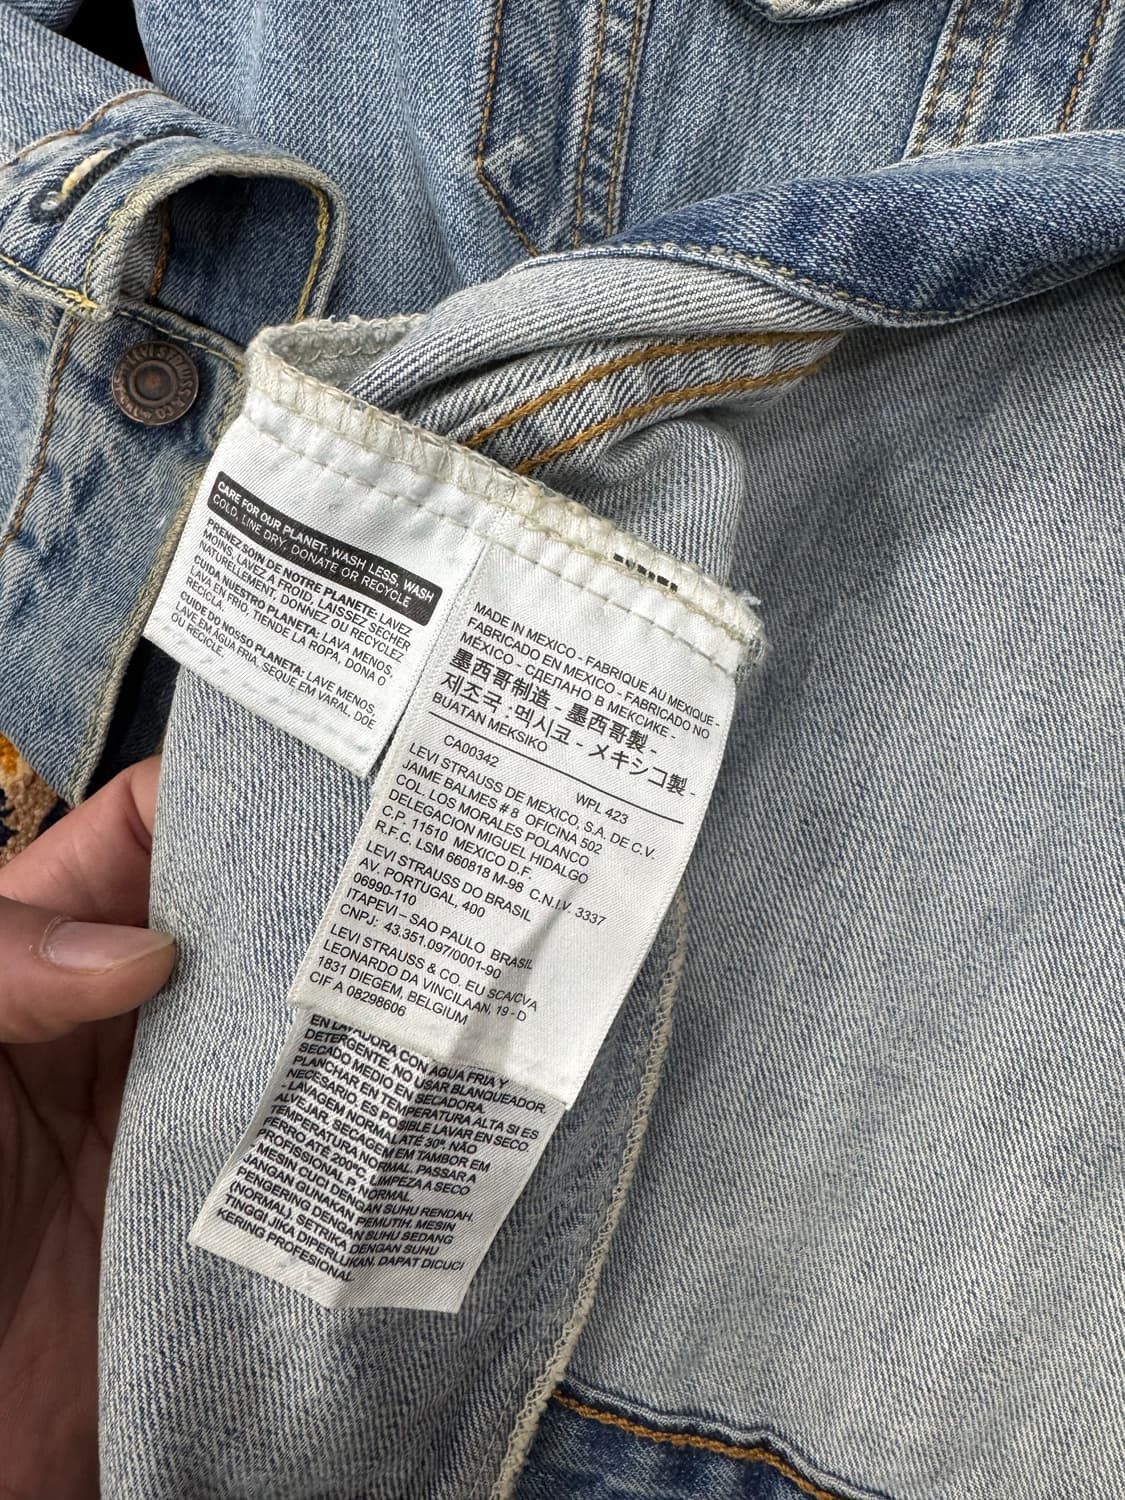 LEVI STRAUSS & CO.
CARE FOR OUR PLANET: WASH LESS, WASH
COLD, LINE DRY, DONATE OR RECYCLE
PRENEZ SOIN DE NOTRE PLANETE: LAVEZ
MOINS, LAVEZ A FROID, LAISSEZ SECHER
NATURELLEMENT, DONNEZ OU RECYCLEZ
CUIDA NUESTRO PLANETA: LAVA MENOS,
LAVA EN FRIO, TIENDE LA ROPA, DONA O
RECICLA.
CUIDE DO NOSSO PLANETA: LAVE MENOS,
LAVE EM AGUA FRIA, SEQUE EM VARAL, DOE
OU RECICLE.
MADE IN MEXICO - FABRIQUE AU MEXIQUE -
FABRICADO EN MEXICO - FABRICADO NO
MÉXICO - СДЕЛАНО В МЕКСИКЕ -
墨西哥制造 - 墨西哥製 -
제조국 : 멕시코 - メキシコ製 -
BUATAN MEKSIKO
CA00342 WPL 423
LEVI STRAUSS DE MEXICO, S.A. DE C.V.
JAIME BALMES # 8 OFICINA 502
COL. LOS MORALES POLANCO
DELEGACION MIGUEL HIDALGO
C.P. 11510 MEXICO D.F.
R.F.C. LSM 660818 M-98 C.N.I.V. 3337
LEVI STRAUSS DO BRASIL
AV. PORTUGAL, 400
06990-110
ITAPEVI – SAO PAULO BRASIL
CNPJ: 43.351.097/0001-90
LEVI STRAUSS & CO. EU SCA/CVA
LEONARDO DA VINCILAAN, 19 - D
1831 DIEGEM, BELGIUM
CIF A 08298606
EN LAVADORA CON AGUA FRIA Y
DETERGENTE. NO USAR BLANQUEADOR.
SECADO MEDIO EN SECADORA.
PLANCHAR EN TEMPERATURA ALTA SI ES
NECESARIO. ES POSIBLE LAVAR EN SECO.
- LAVAGEM NORMAL ATÉ 30º. NÃO
ALVEJAR. SECAGEM EM TAMBOR EM
TEMPERATURA NORMAL. PASSAR A
FERRO ATÉ 200ºC. LIMPEZA A SECO
PROFISSIONAL P. NORMAL.
- MESIN CUCI DENGAN SUHU RENDAH.
JANGAN GUNAKAN PEMUTIH. MESIN
PENGERING DENGAN SUHU SEDANG
(NORMAL). SETRIKA DENGAN SUHU
TINGGI JIKA DIPERLUKAN. DAPAT DICUCI
KERING PROFESIONAL